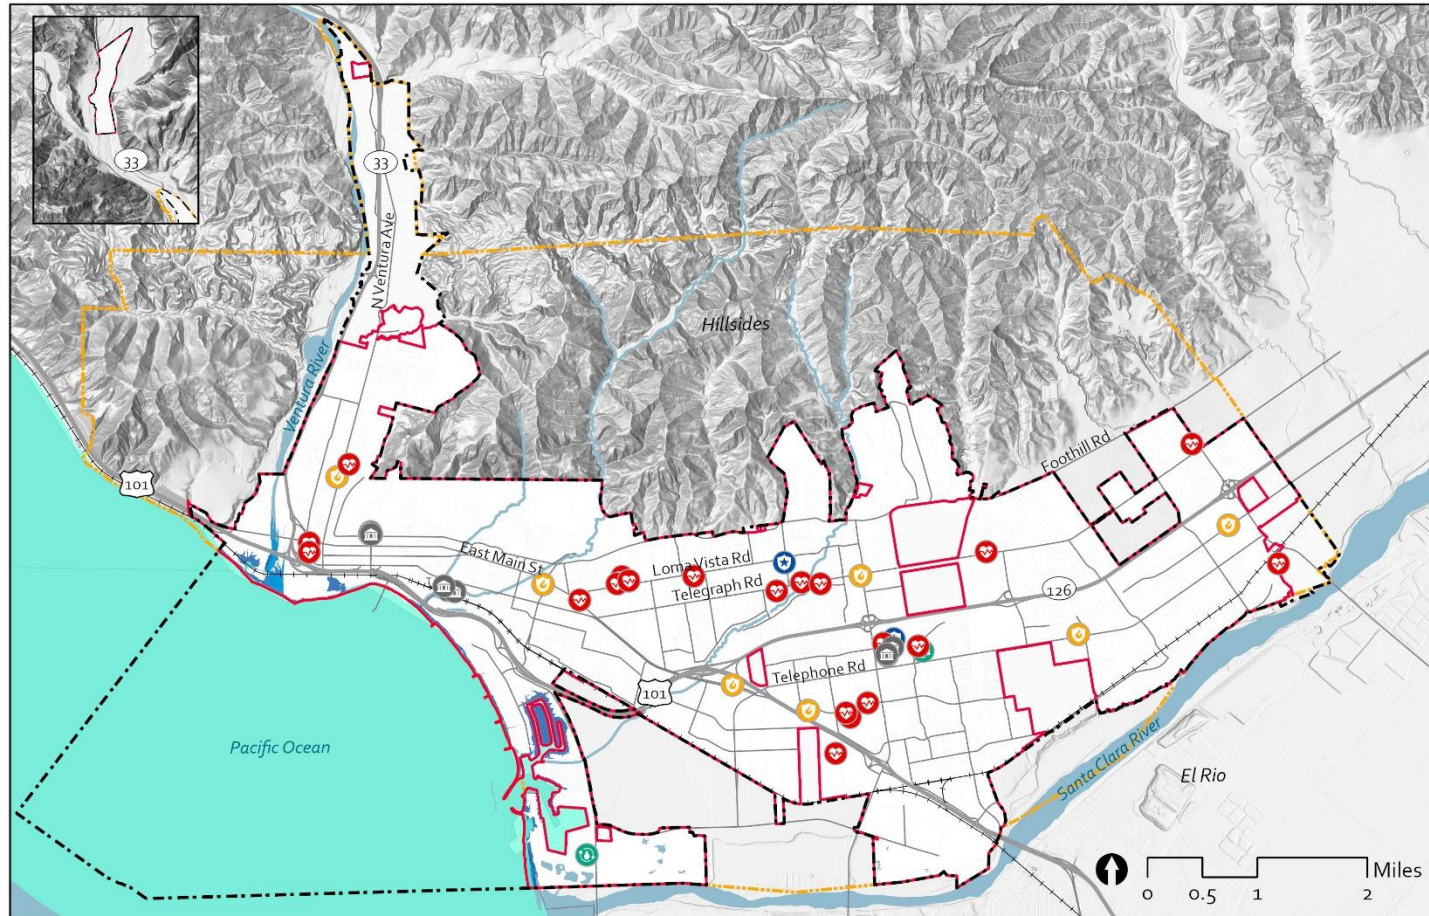 33
33
N Ventura Ave
Hillsides
Ventura River
Foothill Rd
101
East Main St
Loma Vista Rd
Telegraph Rd
126
Telephone Rd
101
Pacific Ocean
Santa Clara River
El Rio
Miles
0 0.5 1 2